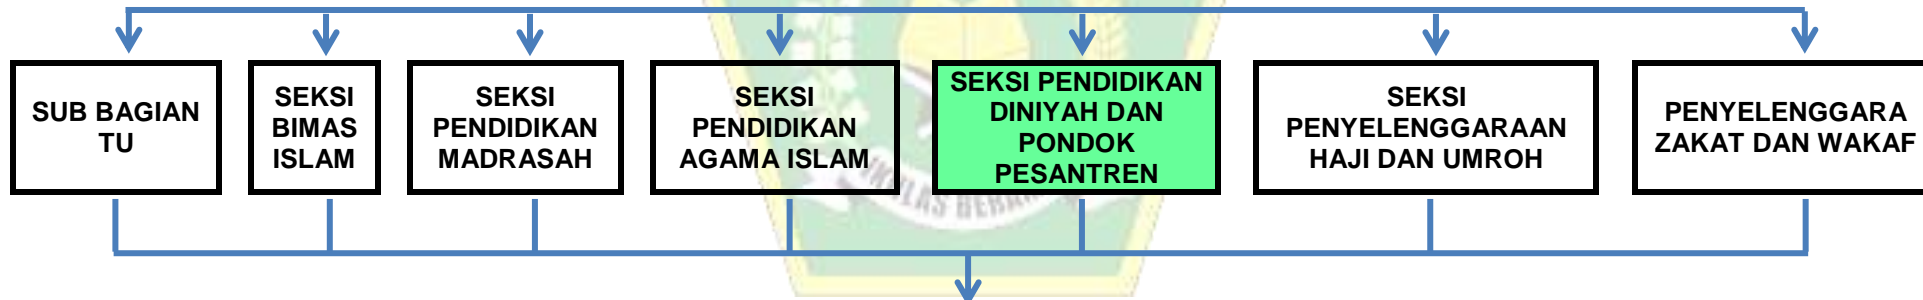 SUB BAGIAN
TU
SEKSI
BIMAS
ISLAM
SEKSI
PENDIDIKAN
MADRASAH
SEKSI
PENDIDIKAN
AGAMA ISLAM
SEKSI PENDIDIKAN
DINIYAH DAN
PONDOK
PESANTREN
SEKSI
PENYELENGGARAAN
HAJI DAN UMROH
PENYELENGGARA
ZAKAT DAN WAKAF